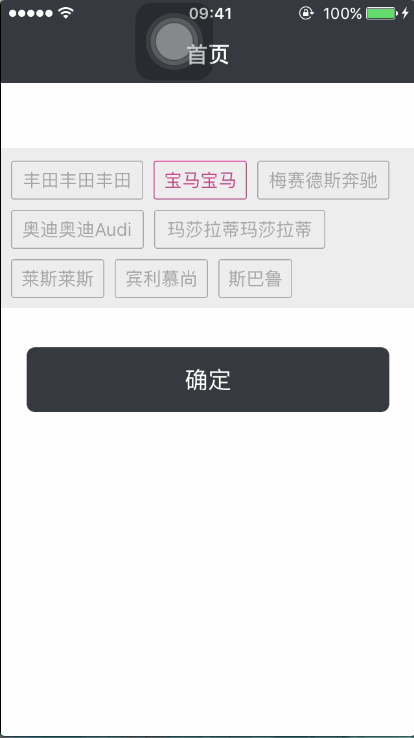 09:41 100%
首页
丰田丰田丰田 宝马宝马 梅赛德斯奔驰
奥迪奥迪Audi 玛莎拉蒂玛莎拉蒂
莱斯莱斯 宾利慕尚 斯巴鲁
确定